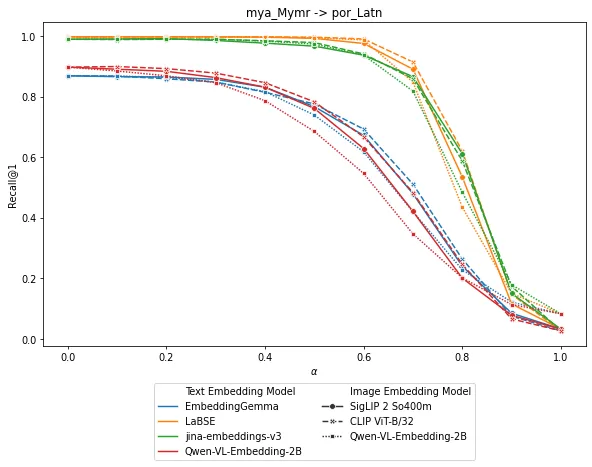 mya_Mymr -> por_Latn
Recall@1
1.0
0.8
0.6
0.4
0.2
0.0
0.0 0.2 0.4 0.6 0.8 1.0
α
Text Embedding Model
EmbeddingGemma
LaBSE
jina-embeddings-v3
Qwen-VL-Embedding-2B
Image Embedding Model
SigLIP 2 So400m
CLIP ViT-B/32
Qwen-VL-Embedding-2B